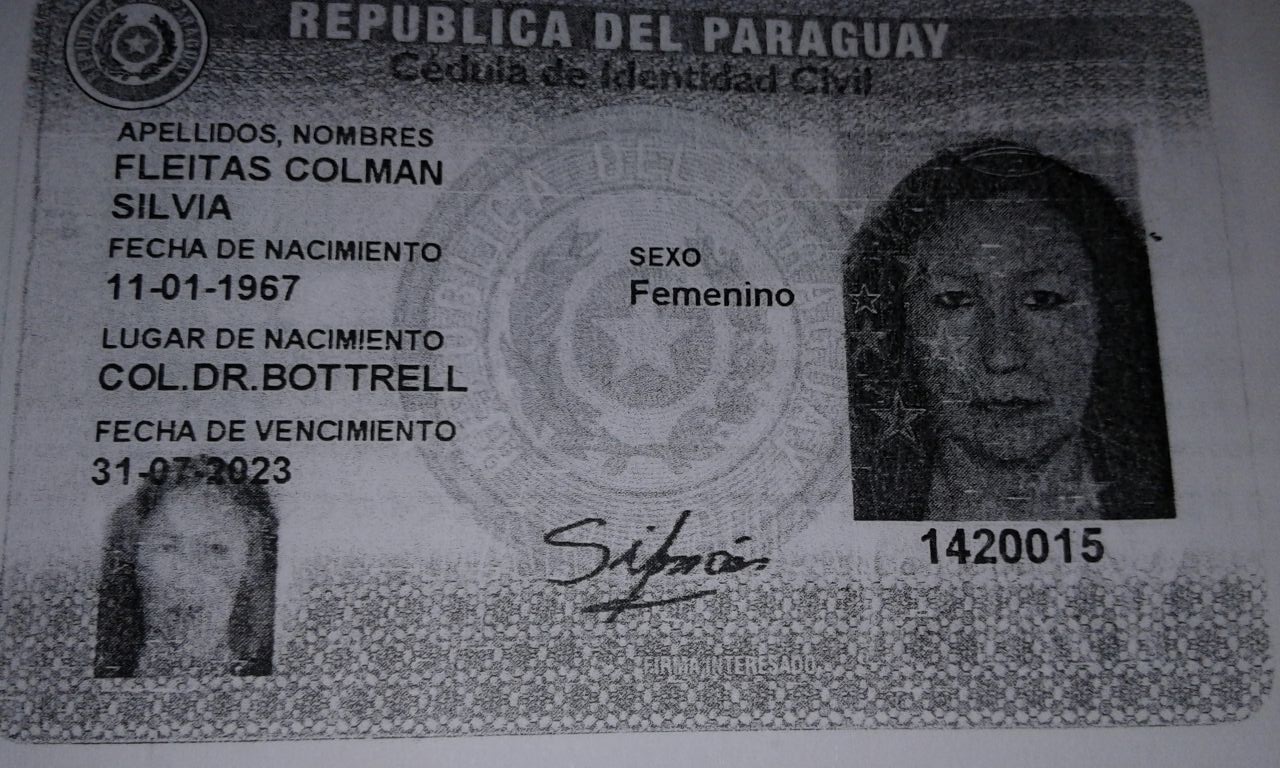 REPUBLICA DEL PARAGUAY
Cédula de Identidad Civil
APELLIDOS, NOMBRES
FLEITAS COLMAN
SILVIA
FECHA DE NACIMIENTO
11-01-1967
SEXO
Femenino
LUGAR DE NACIMIENTO
COL.DR.BOTTRELL
FECHA DE VENCIMIENTO
31-07-2023
1420015
FIRMA INTERESADO
REPUBLICA DEL PARAGUAY